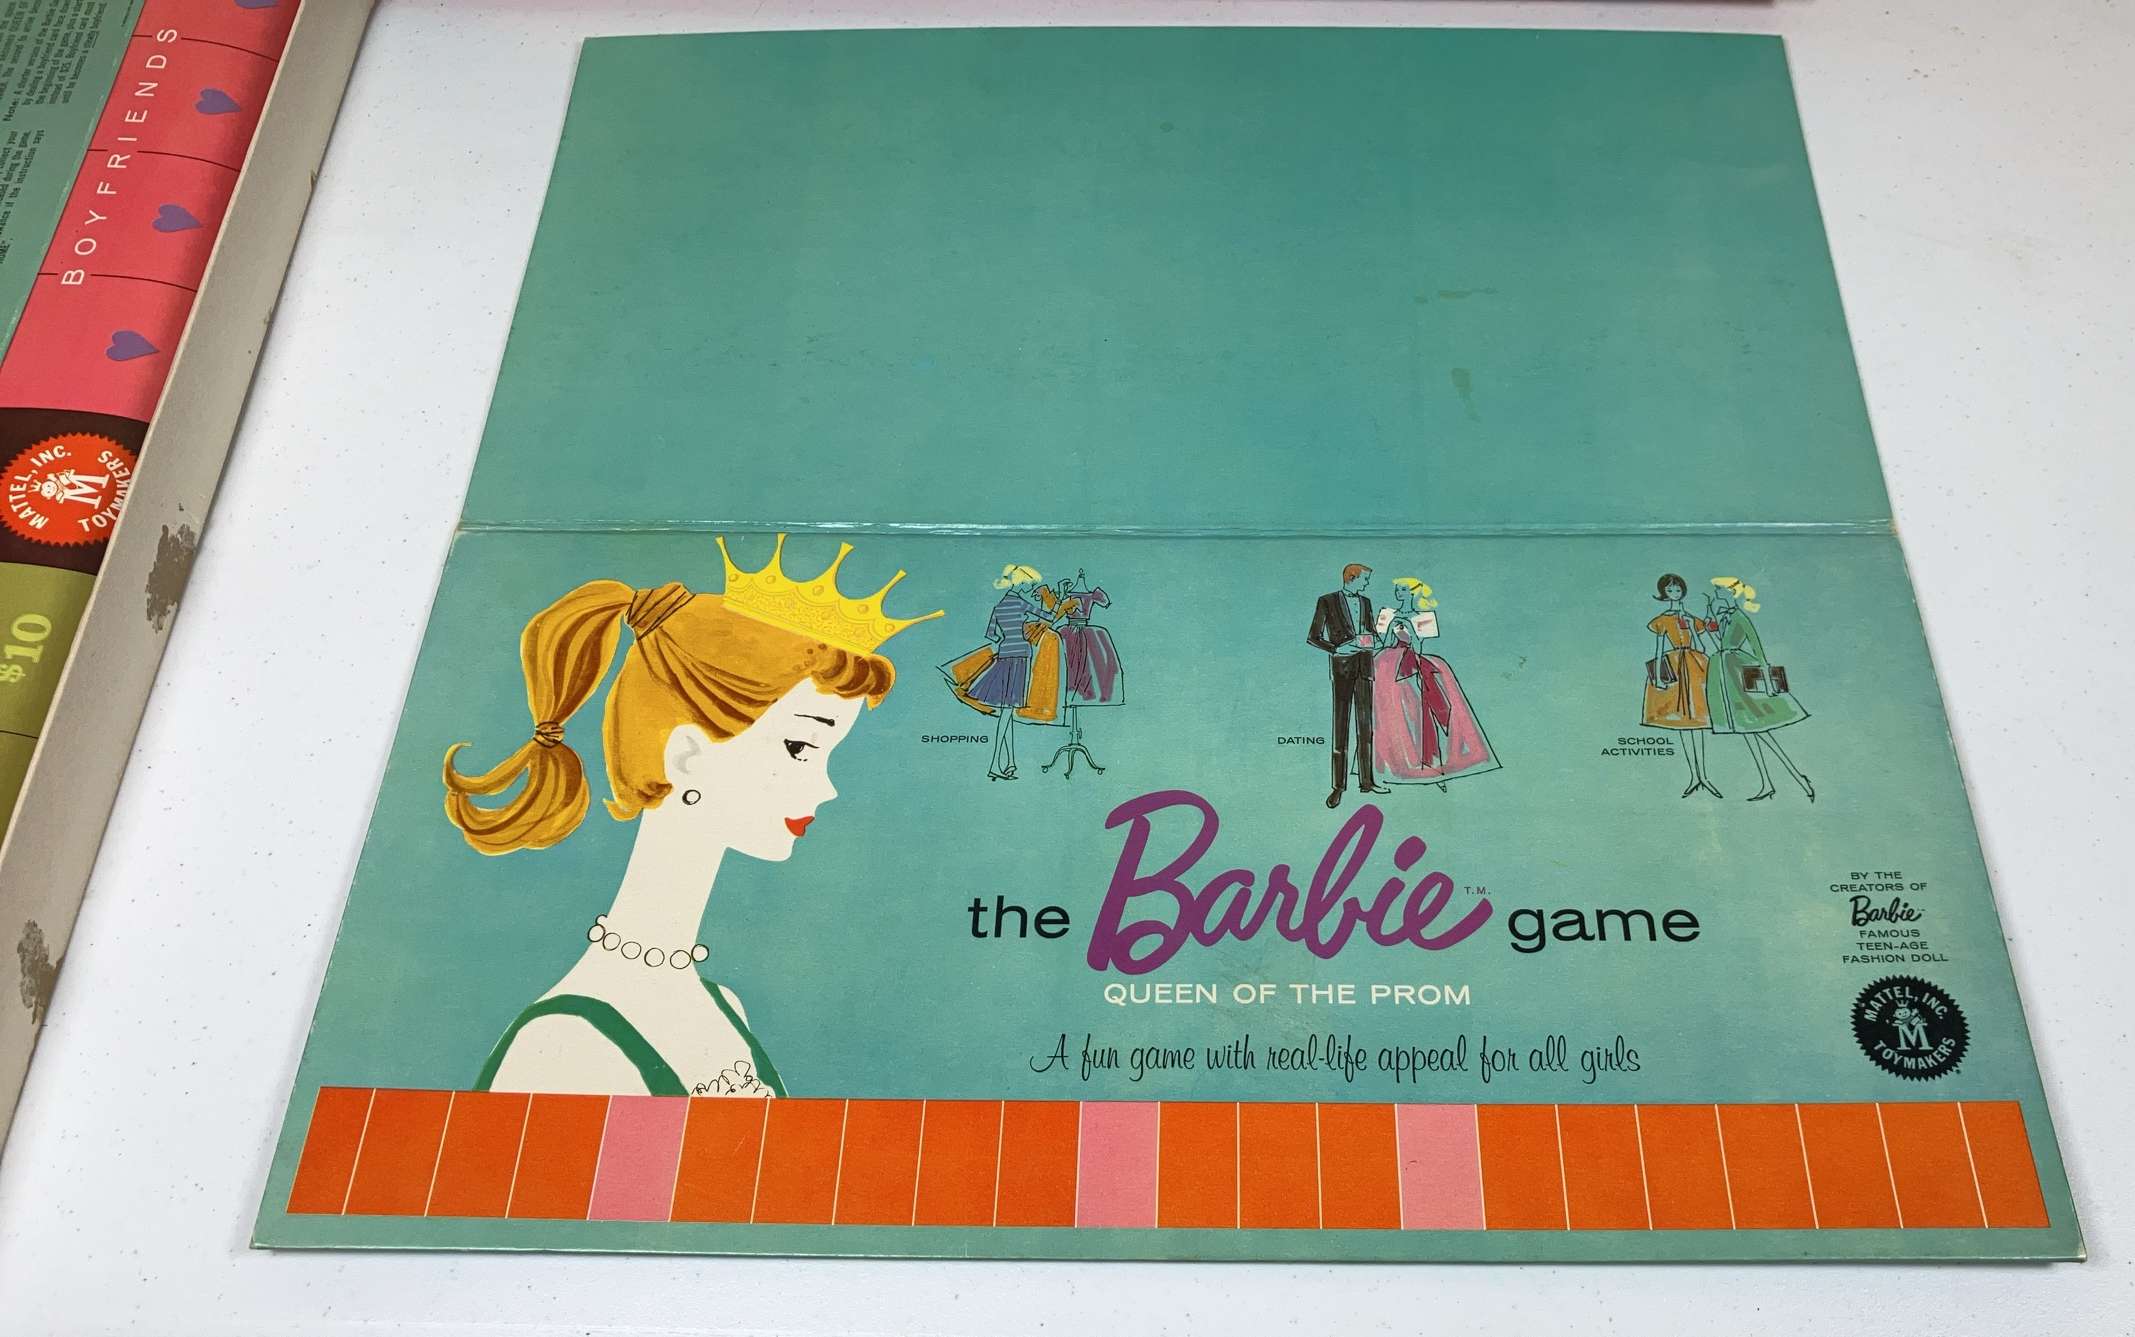 BOYFRIENDS
MATTEL, INC.
M
TOYMAKERS
$10
SHOPPING
DATING
SCHOOL
ACTIVITIES
the Barbie T.M. game
QUEEN OF THE PROM
A fun game with real-life appeal for all girls
BY THE
CREATORS OF
Barbie
FAMOUS
TEEN-AGE
FASHION DOLL
MATTEL, INC.
M
TOYMAKERS